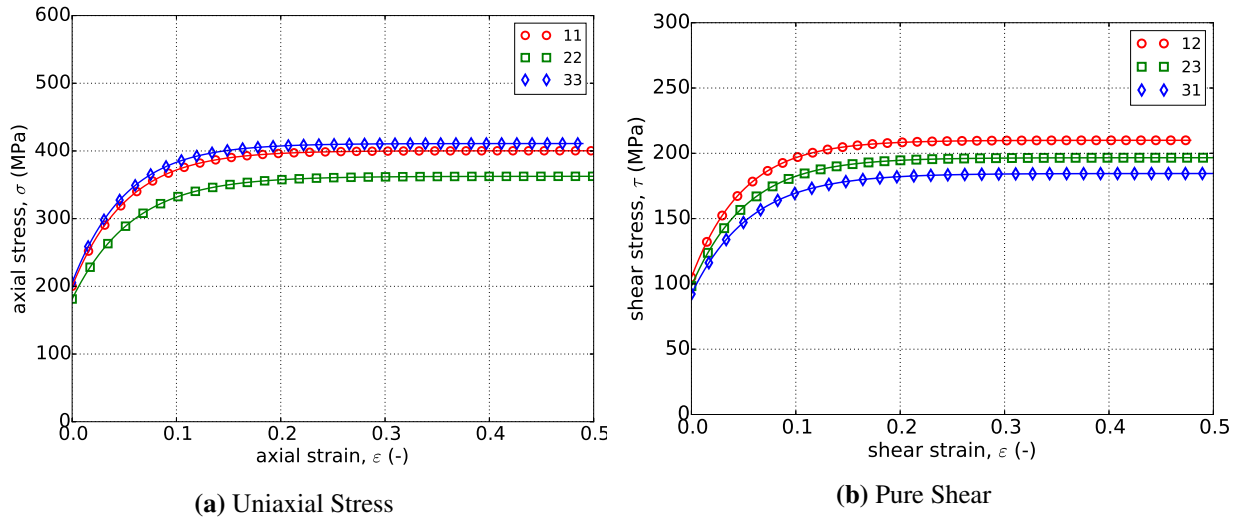 600
500
400
300
200
100
0
axial stress, σ (MPa)
11
22
33
0.0 0.1 0.2 0.3 0.4 0.5
axial strain, ε (-)
(a) Uniaxial Stress
300
250
200
150
100
50
0
shear stress, τ (MPa)
12
23
31
0.0 0.1 0.2 0.3 0.4 0.5
shear strain, ε (-)
(b) Pure Shear